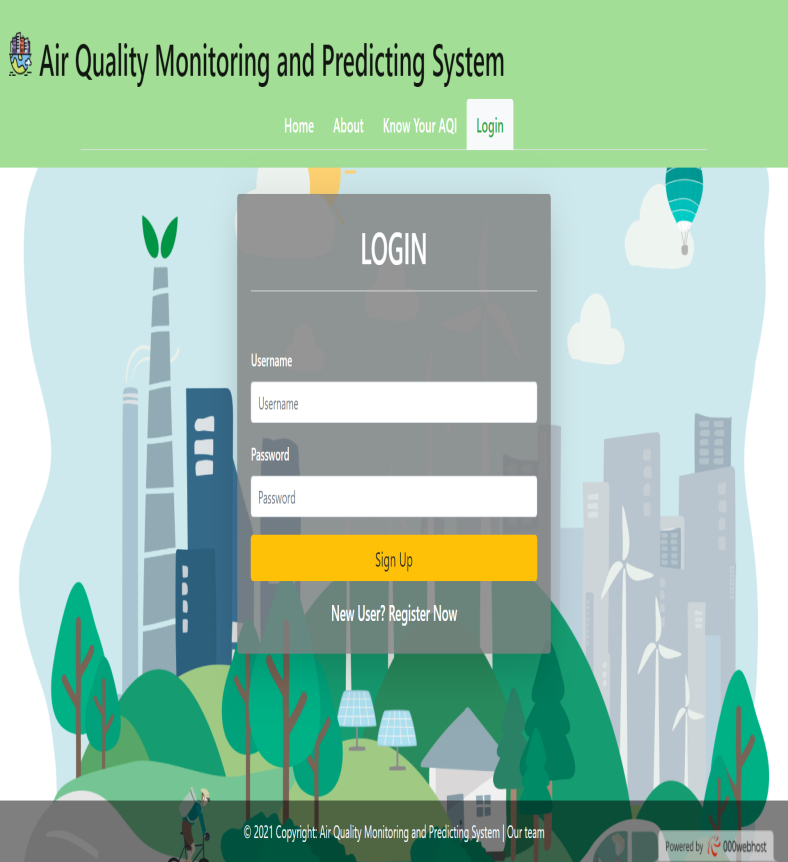 Air Quality Monitoring and Predicting System
Home About Know Your AQI Login
LOGIN
Username
Username
Password
Password
Sign Up
New User? Register Now
© 2021 Copyright: Air Quality Monitoring and Predicting System | Our team
Powered by 000webhost